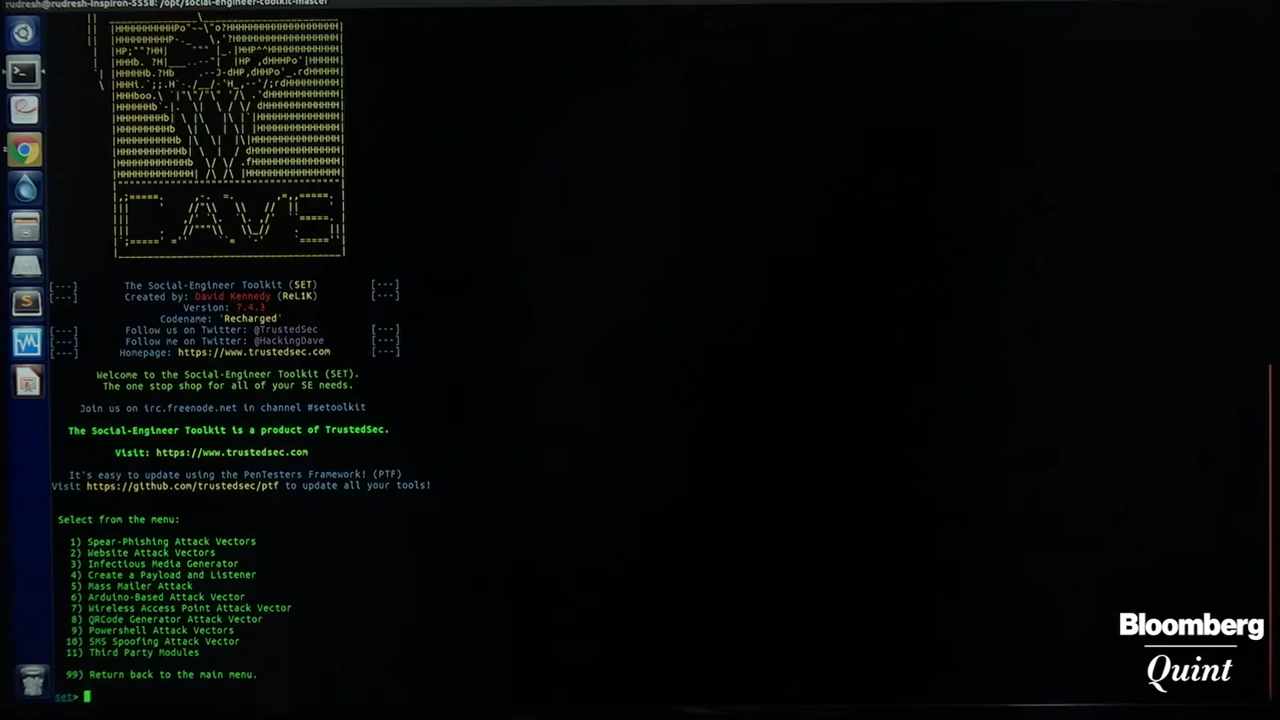 rudresh@rudresh-Inspiron-5558: /opt/social-engineer-toolkit-master
[---] The Social-Engineer Toolkit (SET) [---]
[---] Created by: David Kennedy (ReL1K) [---]
Version: 7.4.3
Codename: 'Recharged'
[---] Follow us on Twitter: @TrustedSec [---]
[---] Follow me on Twitter: @HackingDave [---]
[---] Homepage: https://www.trustedsec.com [---]
Welcome to the Social-Engineer Toolkit (SET).
The one stop shop for all of your SE needs.
Join us on irc.freenode.net in channel #setoolkit
The Social-Engineer Toolkit is a product of TrustedSec.
Visit: https://www.trustedsec.com
It's easy to update using the PenTesters Framework! (PTF)
Visit https://github.com/trustedsec/ptf to update all your tools!
Select from the menu:
1) Spear-Phishing Attack Vectors
2) Website Attack Vectors
3) Infectious Media Generator
4) Create a Payload and Listener
5) Mass Mailer Attack
6) Arduino-Based Attack Vector
7) Wireless Access Point Attack Vector
8) QRCode Generator Attack Vector
9) Powershell Attack Vectors
10) SMS Spoofing Attack Vector
11) Third Party Modules
99) Return back to the main menu.
set>
Bloomberg
Quint